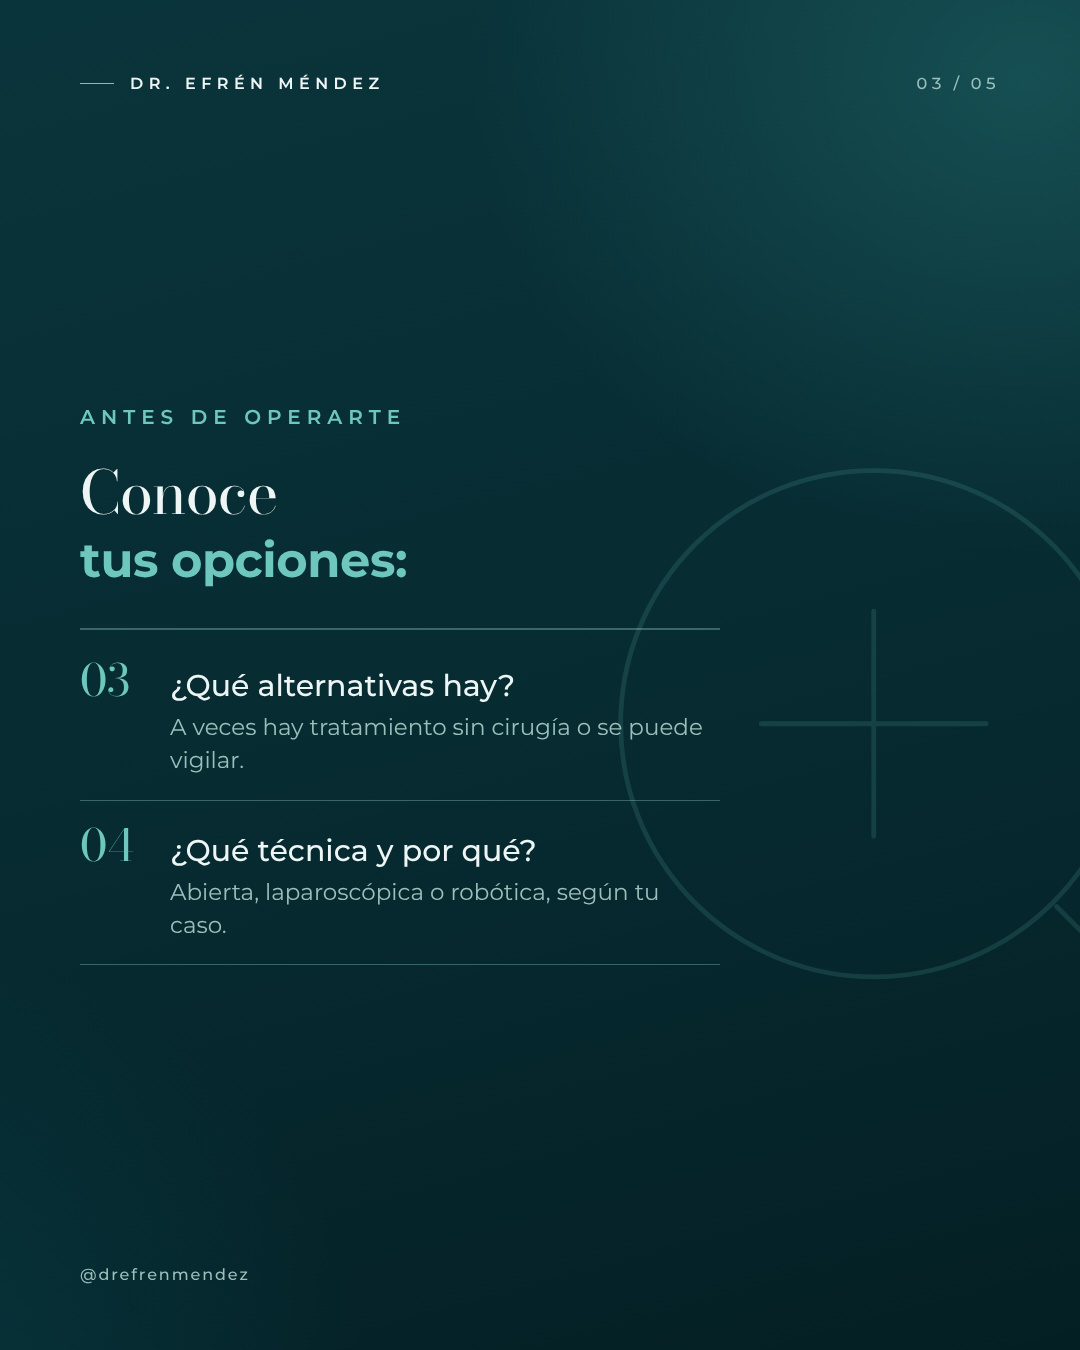 DR. EFRÉN MÉNDEZ
03 / 05
ANTES DE OPERARTE
Conoce
tus opciones:
03
¿Qué alternativas hay?
A veces hay tratamiento sin cirugía o se puede
vigilar.
04
¿Qué técnica y por qué?
Abierta, laparoscópica o robótica, según tu
caso.
@drefrenmendez